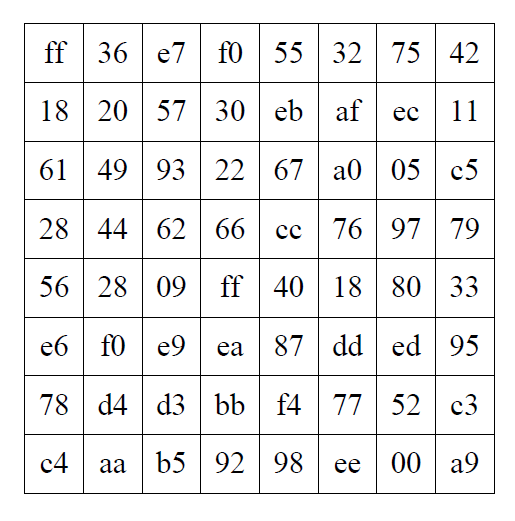 ff 36 e7 f0 55 32 75 42
18 20 57 30 eb af ec 11
61 49 93 22 67 a0 05 c5
28 44 62 66 cc 76 97 79
56 28 09 ff 40 18 80 33
e6 f0 e9 ea 87 dd ed 95
78 d4 d3 bb f4 77 52 c3
c4 aa b5 92 98 ee 00 a9